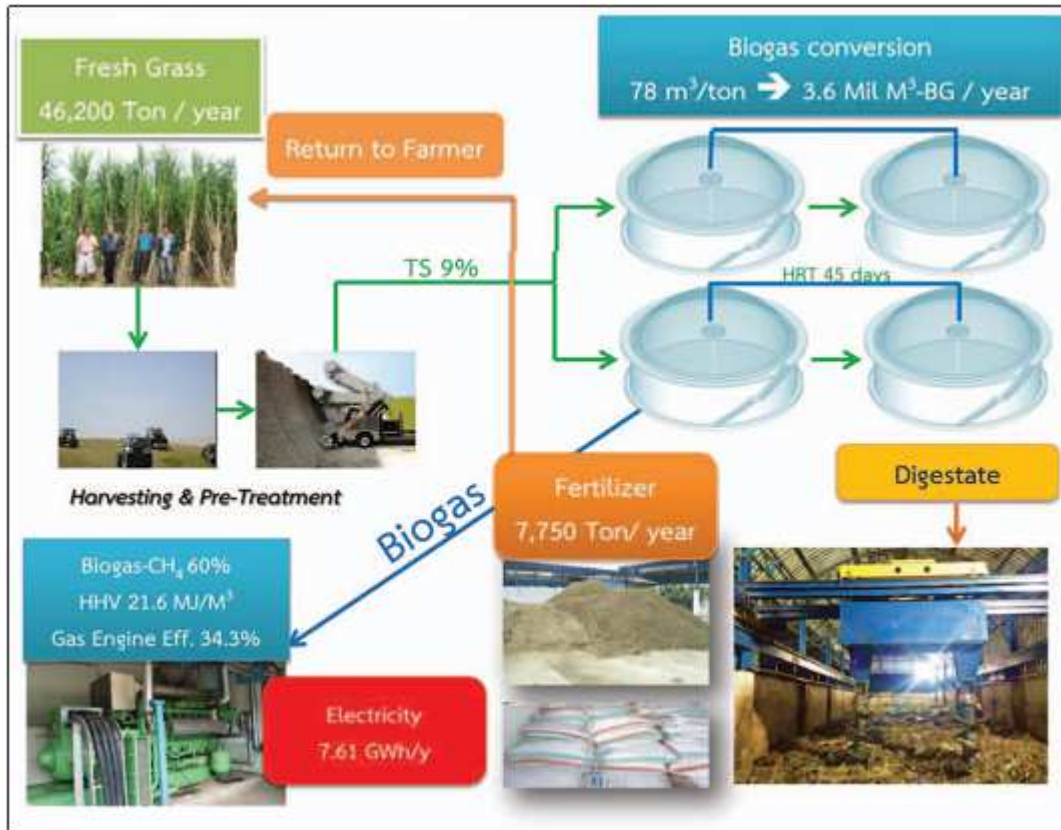 Fresh Grass
46,200 Ton / year
Return to Farmer
Biogas conversion
78 m³/ton ➔ 3.6 Mil M³-BG / year
TS 9%
HRT 45 days
Harvesting & Pre-Treatment
Biogas
Fertilizer
7,750 Ton/ year
Digestate
Biogas-CH₄ 60%
HHV 21.6 MJ/M³
Gas Engine Eff. 34.3%
Electricity
7.61 GWh/y